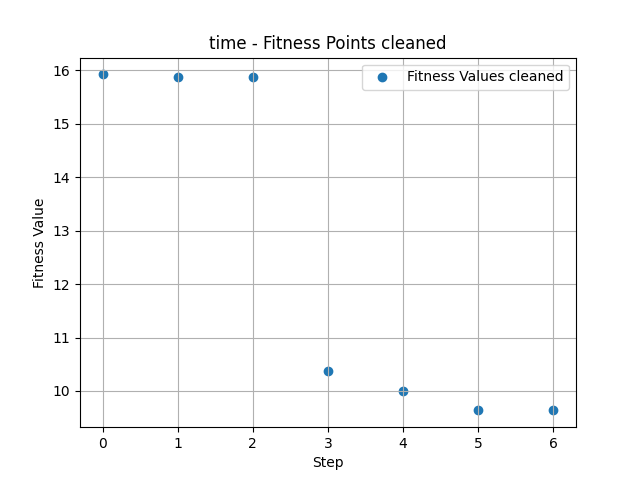 time - Fitness Points cleaned
Fitness Values cleaned
16
15
14
13
12
11
10
Fitness Value
0 1 2 3 4 5 6
Step